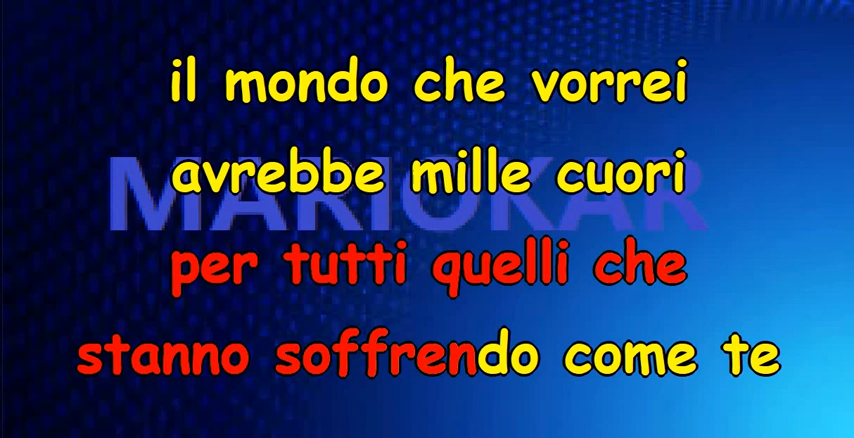 il mondo che vorrei
avrebbe mille cuori
MARIOKAR
per tutti quelli che
stanno soffrendo come te